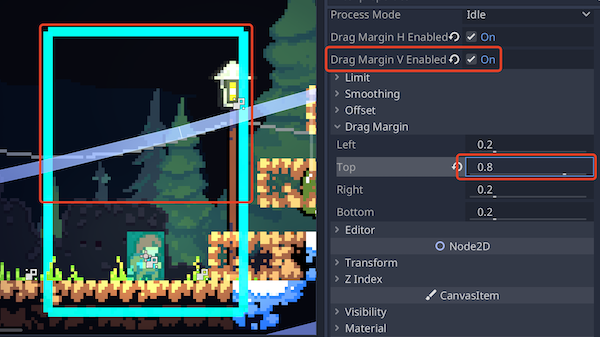 Process Mode Idle
Drag Margin H Enabled On
Drag Margin V Enabled On
Limit
Smoothing
Offset
Drag Margin
Left 0.2
Top 0.8
Right 0.2
Bottom 0.2
Editor
Node2D
Transform
Z Index
CanvasItem
Visibility
Material